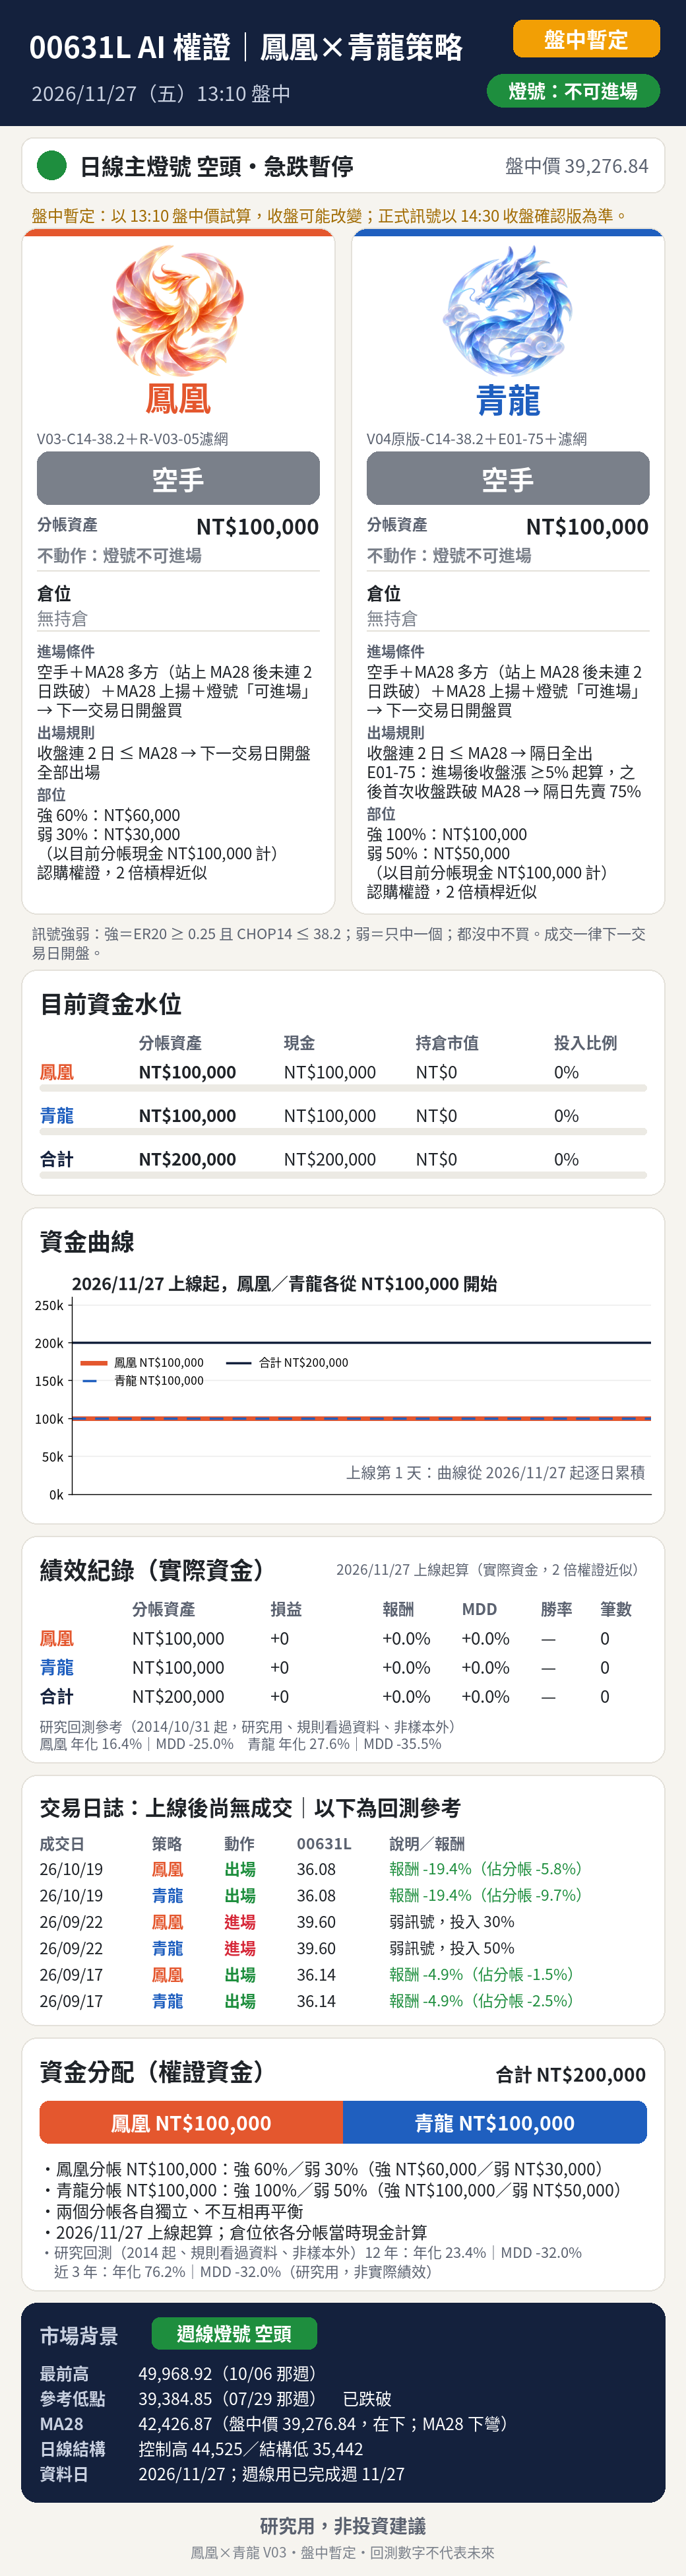 00631L AI 權證｜鳳凰×青龍策略
盤中暫定
2026/11/27（五）13:10 盤中
燈號：不可進場
日線主燈號 空頭・急跌暫停
盤中價 39,276.84
盤中暫定：以 13:10 盤中價試算，收盤可能改變；正式訊號以 14:30 收盤確認版為準。
鳳凰
V03-C14-38.2＋R-V03-05濾網
空手
分帳資產 NT$100,000
不動作：燈號不可進場
倉位
無持倉
進場條件
空手＋MA28 多方（站上 MA28 後未連 2
日跌破）＋MA28 上揚＋燈號「可進場」
→ 下一交易日開盤買
出場規則
收盤連 2 日 ≤ MA28 → 下一交易日開盤
全部出場
部位
強 60%：NT$60,000
弱 30%：NT$30,000
（以目前分帳現金 NT$100,000 計）
認購權證，2 倍槓桿近似
青龍
V04原版-C14-38.2＋E01-75＋濾網
空手
分帳資產 NT$100,000
不動作：燈號不可進場
倉位
無持倉
進場條件
空手＋MA28 多方（站上 MA28 後未連 2
日跌破）＋MA28 上揚＋燈號「可進場」
→ 下一交易日開盤買
出場規則
收盤連 2 日 ≤ MA28 → 隔日全出
E01-75：進場後收盤漲 ≥5% 起算，之
後首次收盤跌破 MA28 → 隔日先賣 75%
部位
強 100%：NT$100,000
弱 50%：NT$50,000
（以目前分帳現金 NT$100,000 計）
認購權證，2 倍槓桿近似
訊號強弱：強＝ER20 ≥ 0.25 且 CHOP14 ≤ 38.2；弱＝只中一個；都沒中不買。成交一律下一交
易日開盤。
目前資金水位
分帳資產 現金 持倉市值 投入比例
鳳凰 NT$100,000 NT$100,000 NT$0 0%
青龍 NT$100,000 NT$100,000 NT$0 0%
合計 NT$200,000 NT$200,000 NT$0 0%
資金曲線
2026/11/27 上線起，鳳凰／青龍各從 NT$100,000 開始
250k
200k
150k
100k
50k
0k
鳳凰 NT$100,000
青龍 NT$100,000
合計 NT$200,000
上線第 1 天：曲線從 2026/11/27 起逐日累積
績效紀錄（實際資金）
2026/11/27 上線起算（實際資金，2 倍權證近似）
分帳資產 損益 報酬 MDD 勝率 筆數
鳳凰 NT$100,000 +0 +0.0% +0.0% — 0
青龍 NT$100,000 +0 +0.0% +0.0% — 0
合計 NT$200,000 +0 +0.0% +0.0% — 0
研究回測參考（2014/10/31 起，研究用、規則看過資料、非樣本外）
鳳凰 年化 16.4%｜MDD -25.0% 青龍 年化 27.6%｜MDD -35.5%
交易日誌：上線後尚無成交｜以下為回測參考
成交日 策略 動作 00631L 說明／報酬
26/10/19 鳳凰 出場 36.08 報酬 -19.4%（佔分帳 -5.8%）
26/10/19 青龍 出場 36.08 報酬 -19.4%（佔分帳 -9.7%）
26/09/22 鳳凰 進場 39.60 弱訊號，投入 30%
26/09/22 青龍 進場 39.60 弱訊號，投入 50%
26/09/17 鳳凰 出場 36.14 報酬 -4.9%（佔分帳 -1.5%）
26/09/17 青龍 出場 36.14 報酬 -4.9%（佔分帳 -2.5%）
資金分配（權證資金）
合計 NT$200,000
鳳凰 NT$100,000
青龍 NT$100,000
・鳳凰分帳 NT$100,000：強 60%／弱 30%（強 NT$60,000／弱 NT$30,000）
・青龍分帳 NT$100,000：強 100%／弱 50%（強 NT$100,000／弱 NT$50,000）
・兩個分帳各自獨立、不互相再平衡
・2026/11/27 上線起算；倉位依各分帳當時現金計算
・研究回測（2014 起、規則看過資料、非樣本外）12 年：年化 23.4%｜MDD -32.0%
近 3 年：年化 76.2%｜MDD -32.0%（研究用，非實際績效）
市場背景
週線燈號 空頭
最前高 49,968.92（10/06 那週）
參考低點 39,384.85（07/29 那週） 已跌破
MA28 42,426.87（盤中價 39,276.84，在下；MA28 下彎）
日線結構 控制高 44,525／結構低 35,442
資料日 2026/11/27；週線用已完成週 11/27
研究用，非投資建議
鳳凰×青龍 V03・盤中暫定・回測數字不代表未來